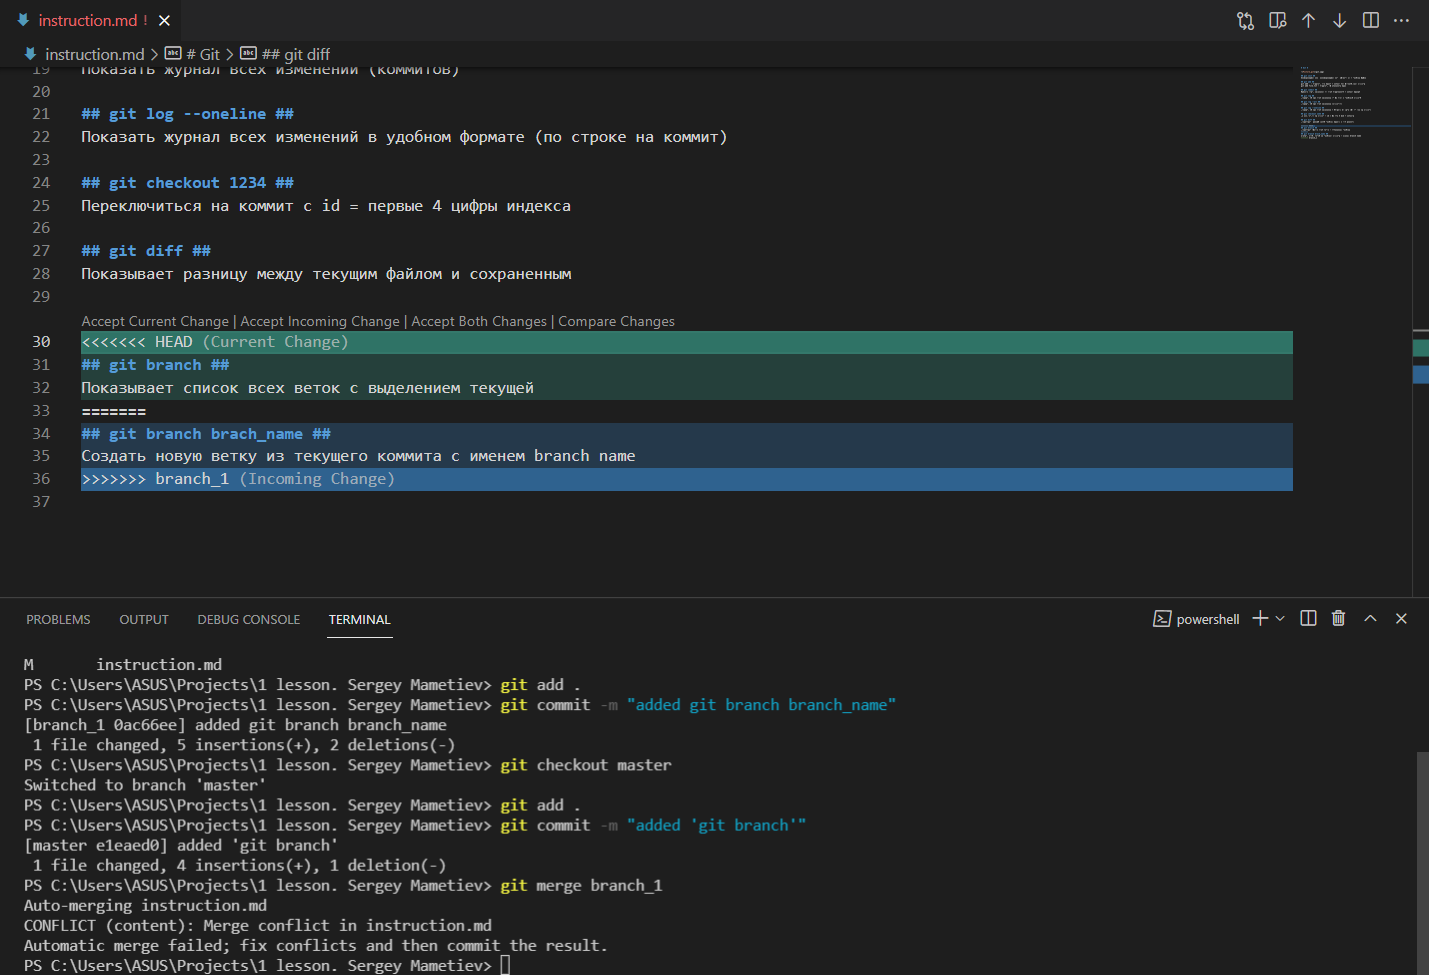 instruction.md !
instruction.md > # Git > ## git diff
19 Показать журнал всех изменений (коммитов)
20
21 ## git log --oneline ##
22 Показать журнал всех изменений в удобном формате (по строке на коммит)
23
24 ## git checkout 1234 ##
25 Переключиться на коммит с id = первые 4 цифры индекса
26
27 ## git diff ##
28 Показывает разницу между текущим файлом и сохраненным
29
Accept Current Change | Accept Incoming Change | Accept Both Changes | Compare Changes
30 <<<<<<< HEAD (Current Change)
31 ## git branch ##
32 Показывает список всех веток с выделением текущей
33 =======
34 ## git branch brach_name ##
35 Создать новую ветку из текущего коммита с именем branch name
36 >>>>>>> branch_1 (Incoming Change)
37
PROBLEMS OUTPUT DEBUG CONSOLE TERMINAL powershell
M instruction.md
PS C:\Users\ASUS\Projects\1 lesson. Sergey Mametiev> git add .
PS C:\Users\ASUS\Projects\1 lesson. Sergey Mametiev> git commit -m "added git branch branch_name"
[branch_1 0ac66ee] added git branch branch_name
1 file changed, 5 insertions(+), 2 deletions(-)
PS C:\Users\ASUS\Projects\1 lesson. Sergey Mametiev> git checkout master
Switched to branch 'master'
PS C:\Users\ASUS\Projects\1 lesson. Sergey Mametiev> git add .
PS C:\Users\ASUS\Projects\1 lesson. Sergey Mametiev> git commit -m "added 'git branch'"
[master e1eaed0] added 'git branch'
1 file changed, 4 insertions(+), 1 deletion(-)
PS C:\Users\ASUS\Projects\1 lesson. Sergey Mametiev> git merge branch_1
Auto-merging instruction.md
CONFLICT (content): Merge conflict in instruction.md
Automatic merge failed; fix conflicts and then commit the result.
PS C:\Users\ASUS\Projects\1 lesson. Sergey Mametiev>